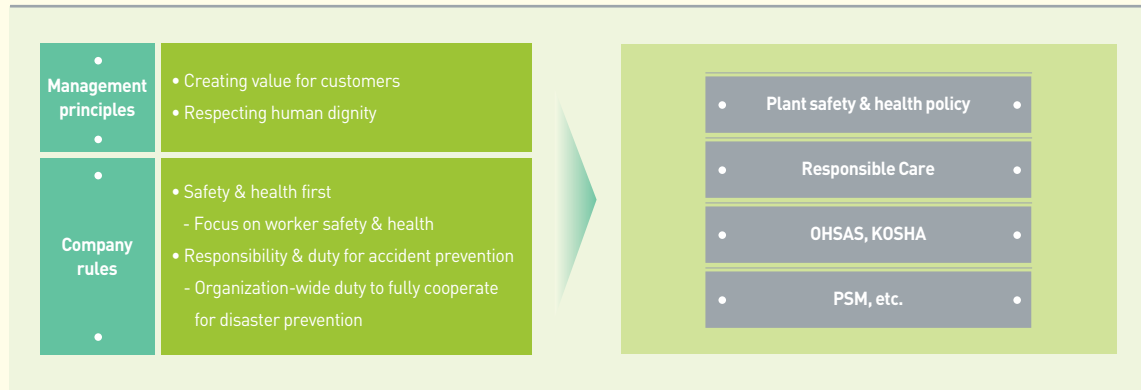 Management
principles
• Creating value for customers
• Respecting human dignity
Company
rules
• Safety & health first
- Focus on worker safety & health
• Responsibility & duty for accident prevention
- Organization-wide duty to fully cooperate
for disaster prevention
Plant safety & health policy
Responsible Care
OHSAS, KOSHA
PSM, etc.